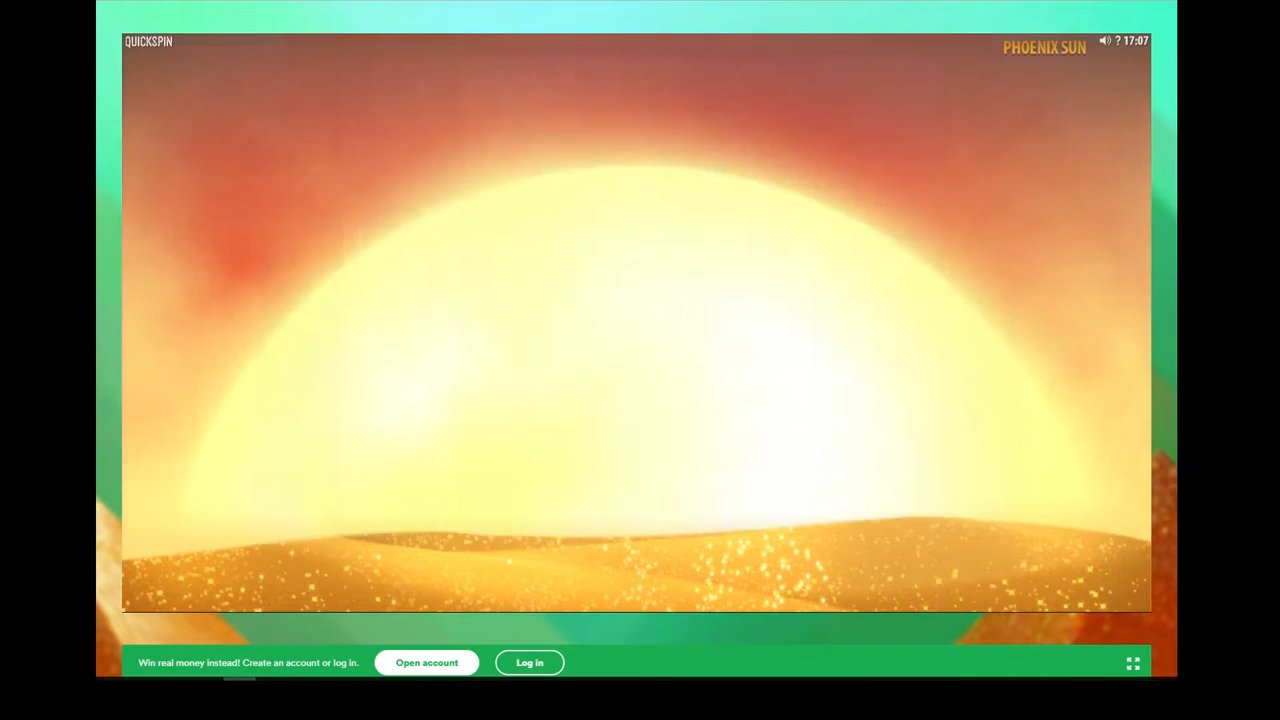 QUICKSPIN
PHOENIX SUN
? 17:07
Win real money instead! Create an account or log in.
Open account
Log in